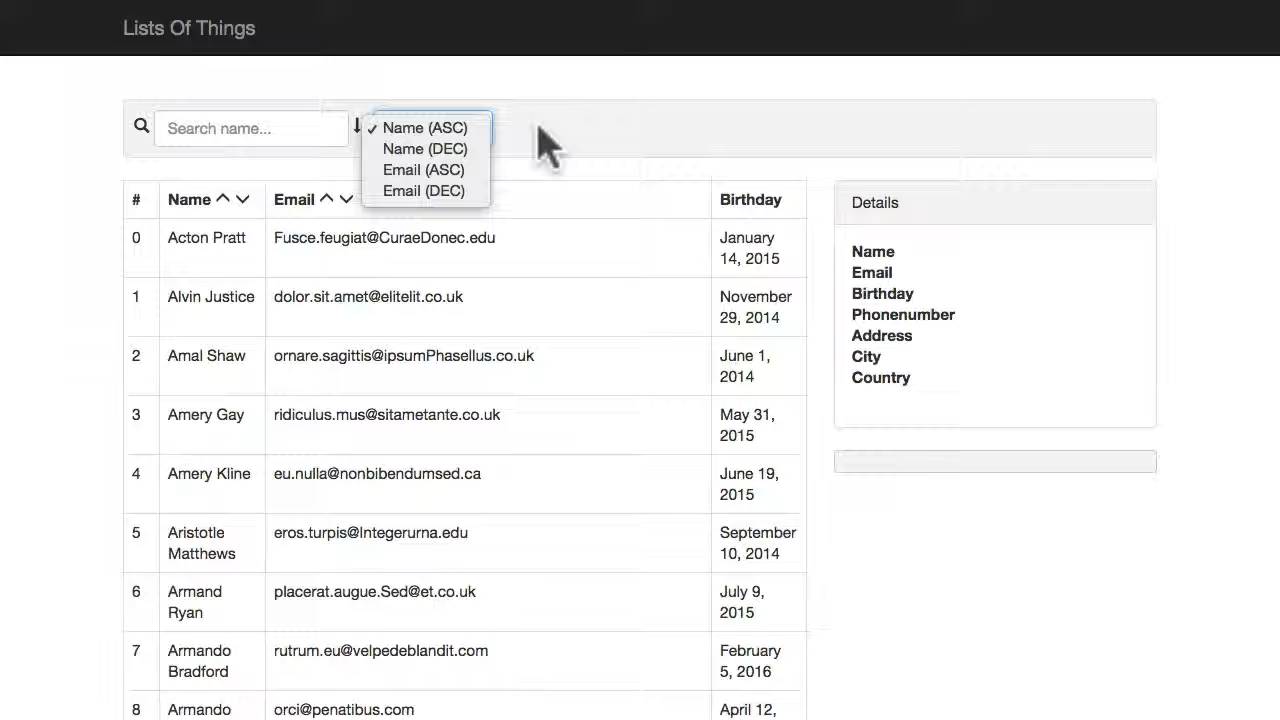 Lists Of Things
Search name...
✓ Name (ASC)
Name (DEC)
Email (ASC)
Email (DEC)
# Name Email Birthday
0 Acton Pratt Fusce.feugiat@CuraeDonec.edu January
14, 2015
1 Alvin Justice dolor.sit.amet@elitelit.co.uk November
29, 2014
2 Amal Shaw ornare.sagittis@ipsumPhasellus.co.uk June 1,
2014
3 Amery Gay ridiculus.mus@sitametante.co.uk May 31,
2015
4 Amery Kline eu.nulla@nonbibendumsed.ca June 19,
2015
5 Aristotle eros.turpis@Integerurna.edu September
Matthews 10, 2014
6 Armand placerat.augue.Sed@et.co.uk July 9,
Ryan 2015
7 Armando rutrum.eu@velpedeblandit.com February
Bradford 5, 2016
8 Armando orci@penatibus.com April 12,
Details
Name
Email
Birthday
Phonenumber
Address
City
Country